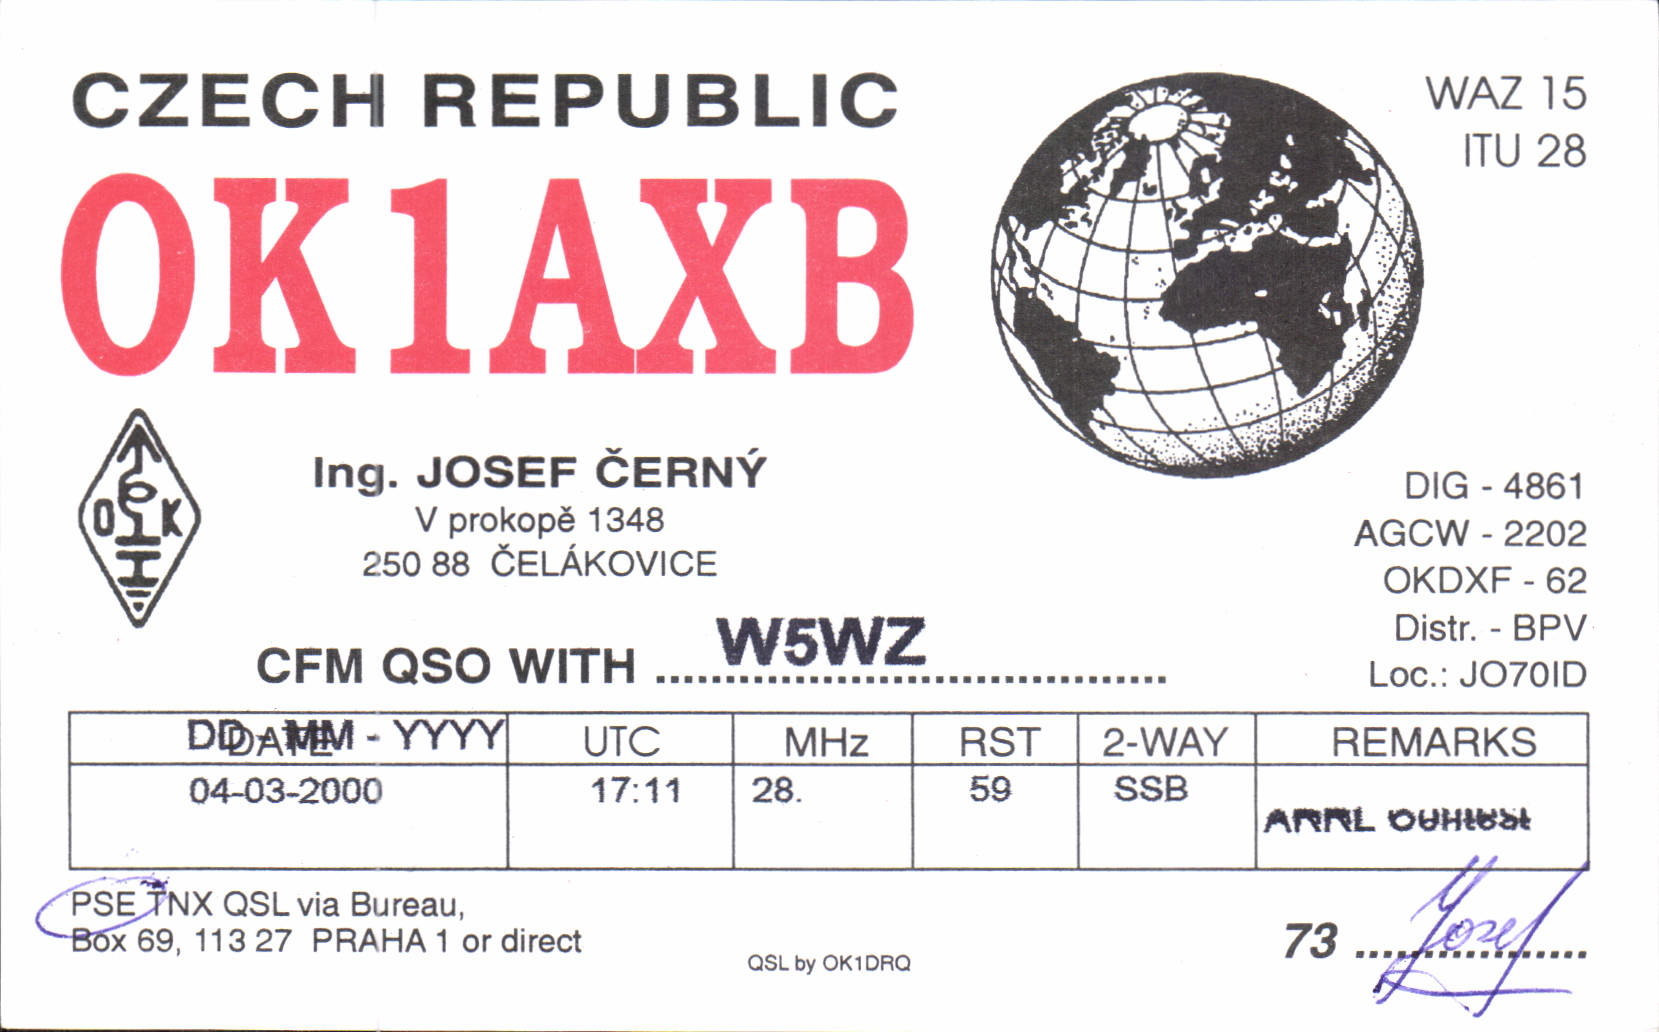 CZECH REPUBLIC
WAZ 15
ITU 28
OK1AXB
O K
Ing. JOSEF ČERNÝ
V prokopě 1348
250 88 ČELÁKOVICE
DIG - 4861
AGCW - 2202
OKDXF - 62
Distr. - BPV
Loc.: JO70ID
CFM QSO WITH W5WZ
DATE DD - MM - YYYY UTC MHz RST 2-WAY REMARKS
04-03-2000 17:11 28. 59 SSB
ARRL Contest
PSE TNX QSL via Bureau,
Box 69, 113 27 PRAHA 1 or direct
QSL by OK1DRQ
73 Josef